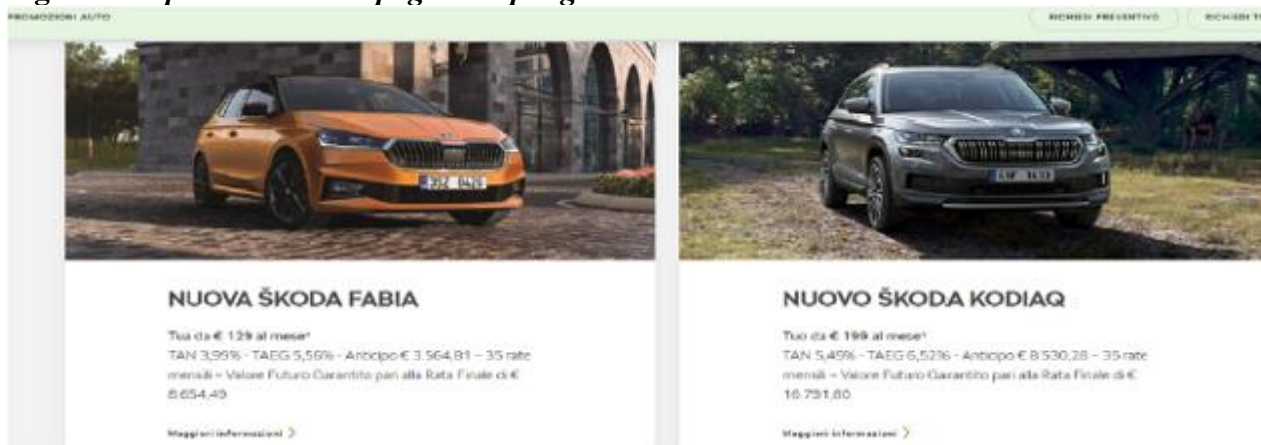 PROMOZIONI AUTO
RICHIEDI PREVENTIVO
RICHIEDI
NUOVA ŠKODA FABIA
Tua da € 129 al mese*
TAN 3,99% - TAEG 5,56% - Anticipo € 3.564,81 – 35 rate
mensili – Valore Futuro Garantito pari alla Rata Finale di €
8.654,49
Maggiori informazioni
NUOVO ŠKODA KODIAQ
Tuo da € 199 al mese*
TAN 5,49% - TAEG 6,52% - Anticipo € 8.530,28 – 35 rate
mensili – Valore Futuro Garantito pari alla Rata Finale di €
16.791,80
Maggiori informazioni